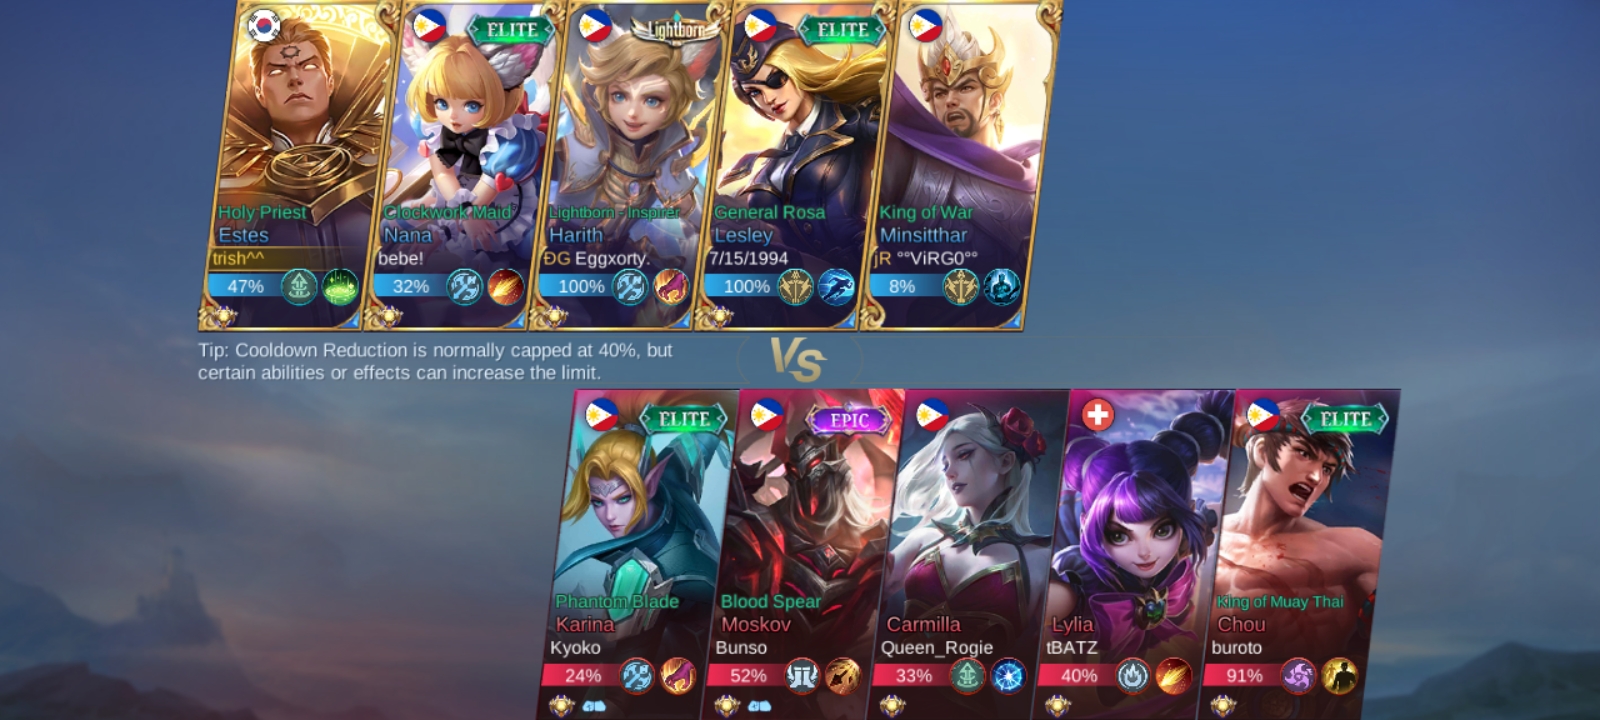 ELITE
Lightborn
ELITE
Holy Priest
Estes
trish^^
47%
Clockwork Maid
Nana
bebe!
32%
Lightborn - Inspirer
Harith
ĐG Eggxorty.
100%
General Rosa
Lesley
7/15/1994
100%
King of War
Minsitthar
jR °°ViRG0°°
8%
Tip: Cooldown Reduction is normally capped at 40%, but
certain abilities or effects can increase the limit.
VS
ELITE
EPIC
ELITE
Phantom Blade
Karina
Kyoko
24%
Blood Spear
Moskov
Bunso
52%
Carmilla
Queen_Rogie
33%
Lylia
tBATZ
40%
King of Muay Thai
Chou
buroto
91%